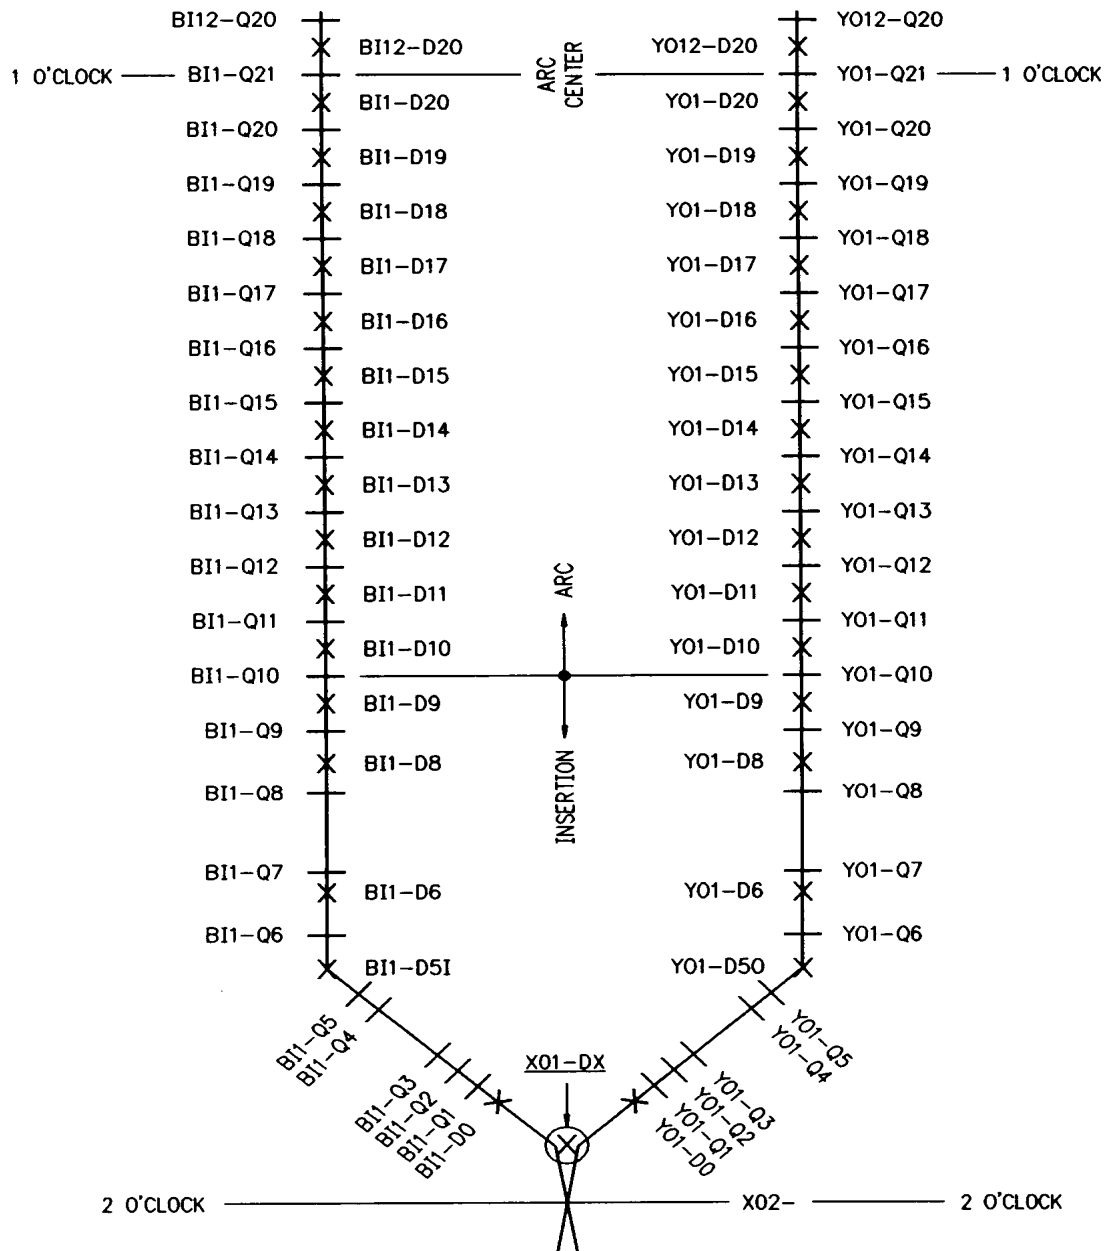 BI12-Q20 YO12-Q20
BI12-D20 YO12-D20
1 O'CLOCK BI1-Q21 ARC CENTER YO1-Q21 1 O'CLOCK
BI1-D20 YO1-D20
BI1-Q20 YO1-Q20
BI1-D19 YO1-D19
BI1-Q19 YO1-Q19
BI1-D18 YO1-D18
BI1-Q18 YO1-Q18
BI1-D17 YO1-D17
BI1-Q17 YO1-Q17
BI1-D16 YO1-D16
BI1-Q16 YO1-Q16
BI1-D15 YO1-D15
BI1-Q15 YO1-Q15
BI1-D14 YO1-D14
BI1-Q14 YO1-Q14
BI1-D13 YO1-D13
BI1-Q13 YO1-Q13
BI1-D12 YO1-D12
BI1-Q12 YO1-Q12
BI1-D11 ARC YO1-D11
BI1-Q11 YO1-Q11
BI1-D10 YO1-D10
BI1-Q10 YO1-Q10
BI1-D9 YO1-D9
BI1-Q9 YO1-Q9
BI1-D8 YO1-D8
BI1-Q8 INSERTION YO1-Q8
BI1-Q7 YO1-Q7
BI1-D6 YO1-D6
BI1-Q6 YO1-Q6
BI1-D5I YO1-D5O
BI1-Q5 YO1-Q5
BI1-Q4 YO1-Q4
XO1-DX
BI1-Q3 YO1-Q3
BI1-Q2 YO1-Q2
BI1-Q1 YO1-Q1
BI1-D0 YO1-D0
2 O'CLOCK XO2- 2 O'CLOCK